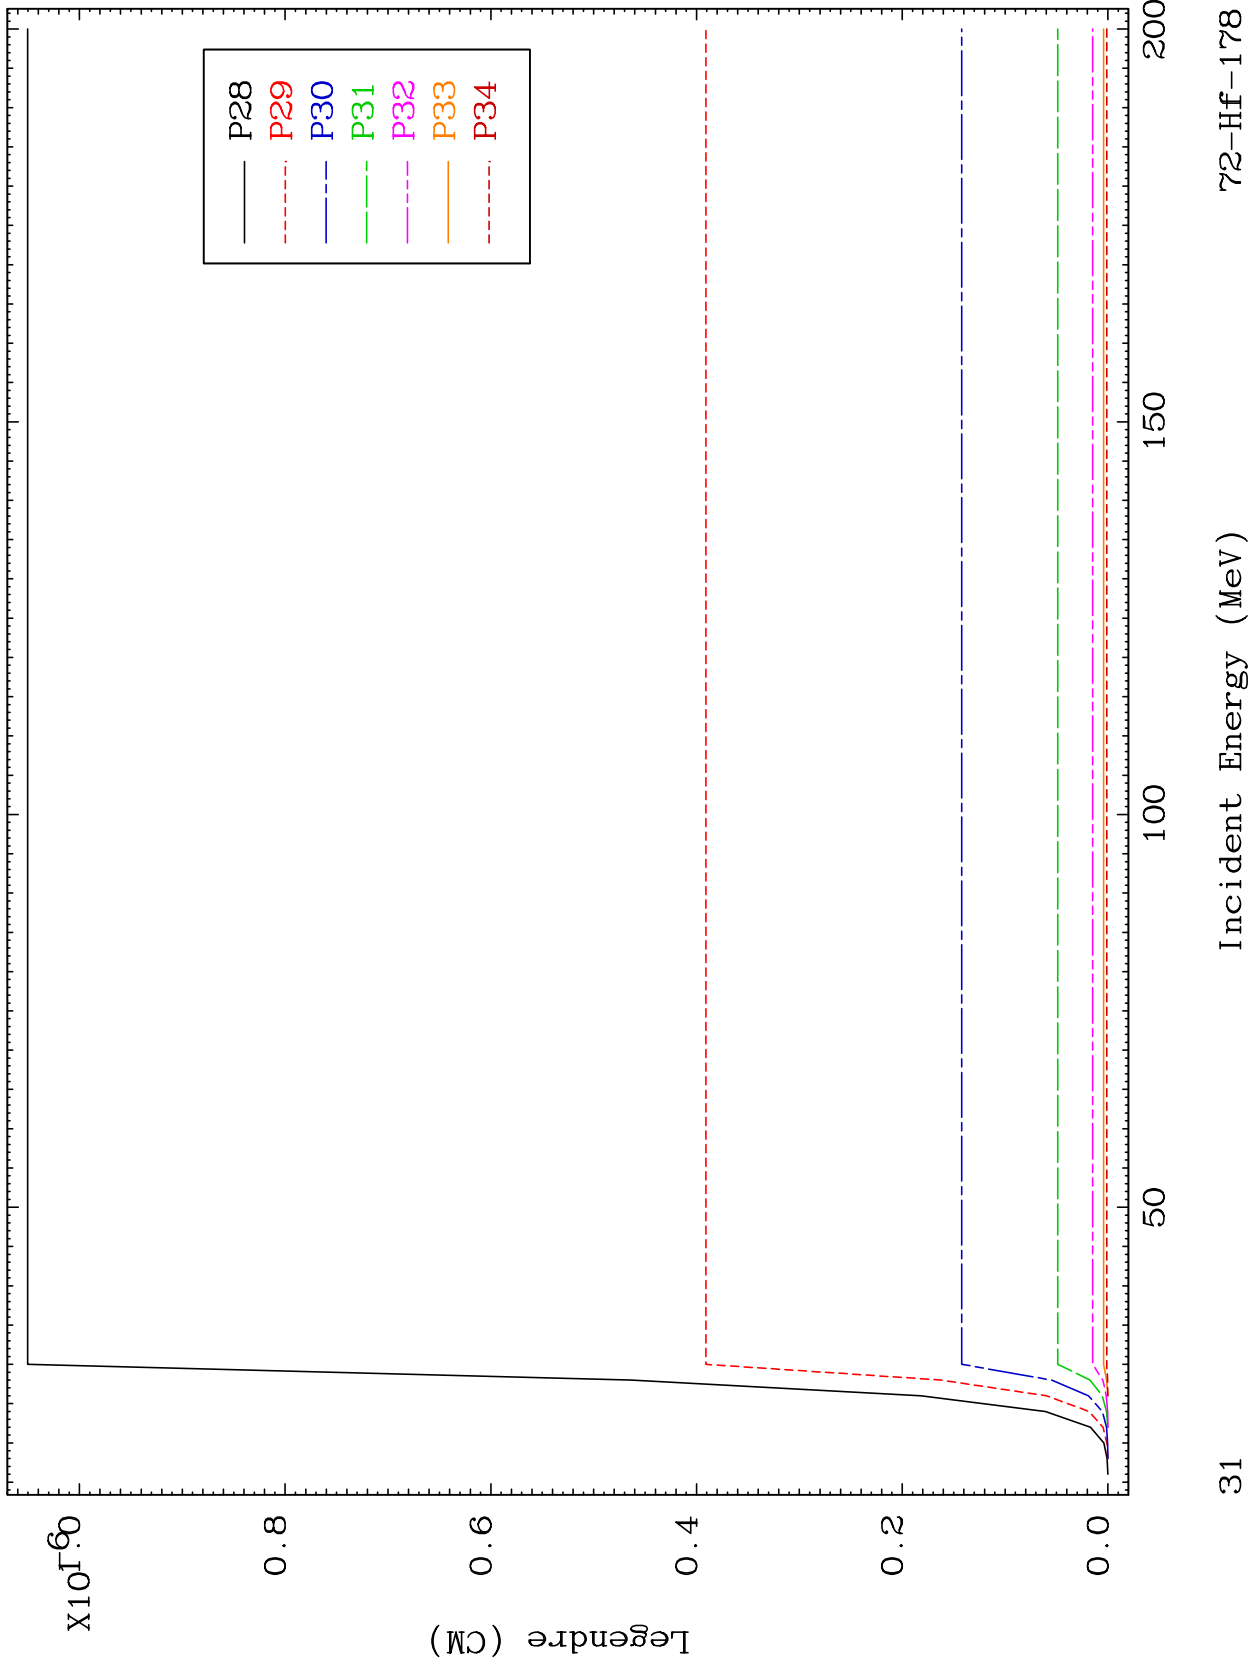 X10-6
1.0
0.8
0.6
0.4
0.2
0.0
Legendre (CM)
P28
P29
P30
P31
P32
P33
P34
50
100
150
200
31
Incident Energy (MeV)
72-Hf-178